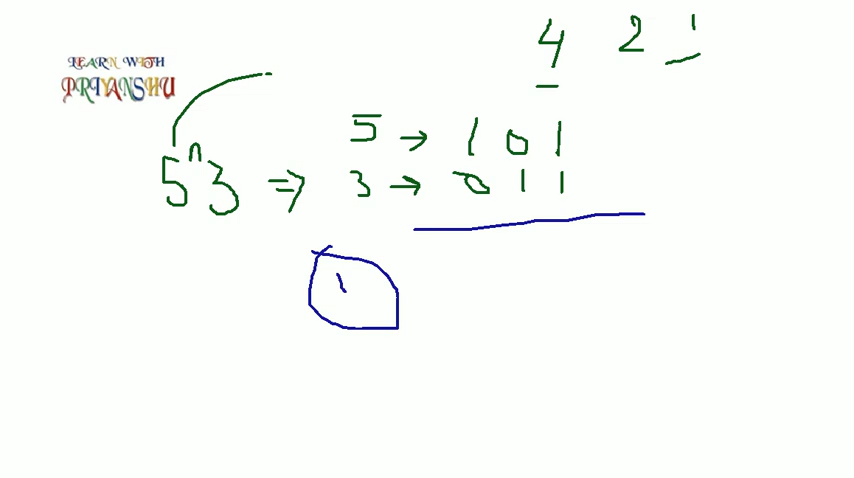 4 2 1
LEARN WITH
PRIYANSHU
5 → 1 0 1
5^3 ⇒ 3 → 0 1 1
1